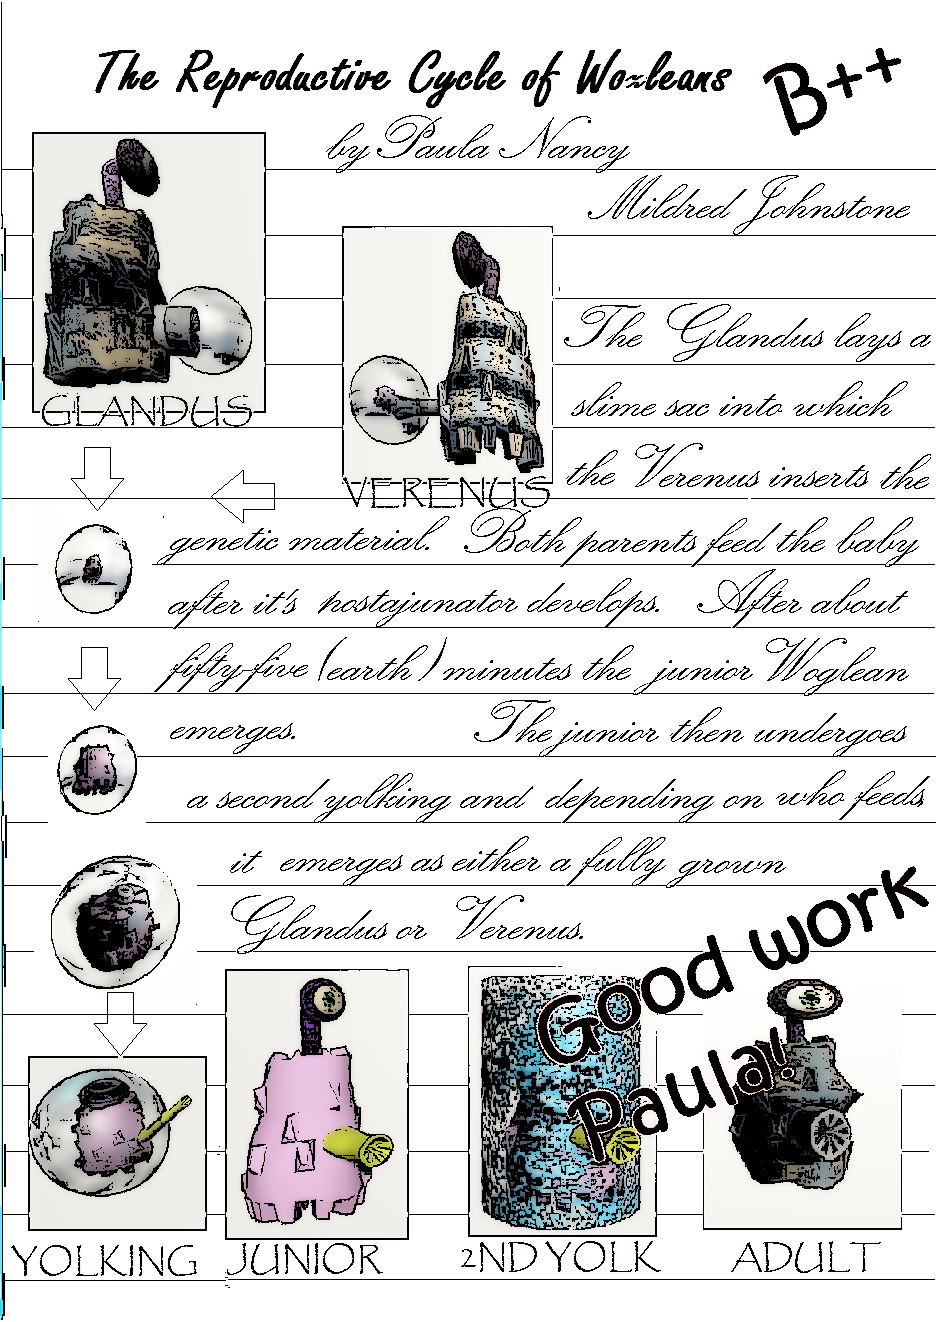 The Reproductive Cycle of Wozleans
B++
by Paula Nancy
Mildred Johnstone
GLANDUS
VERENUS
The Glandus lays a
slime sac into which
the Verenus inserts the
genetic material. Both parents feed the baby
after it's postajunator develops. After about
fifty-five (earth) minutes the junior Woglean
emerges. The junior then undergoes
a second yolking and depending on who feeds
it emerges as either a fully grown
Glandus or Verenus.
Good work
Paula!
YOLKING JUNIOR 2ND YOLK ADULT